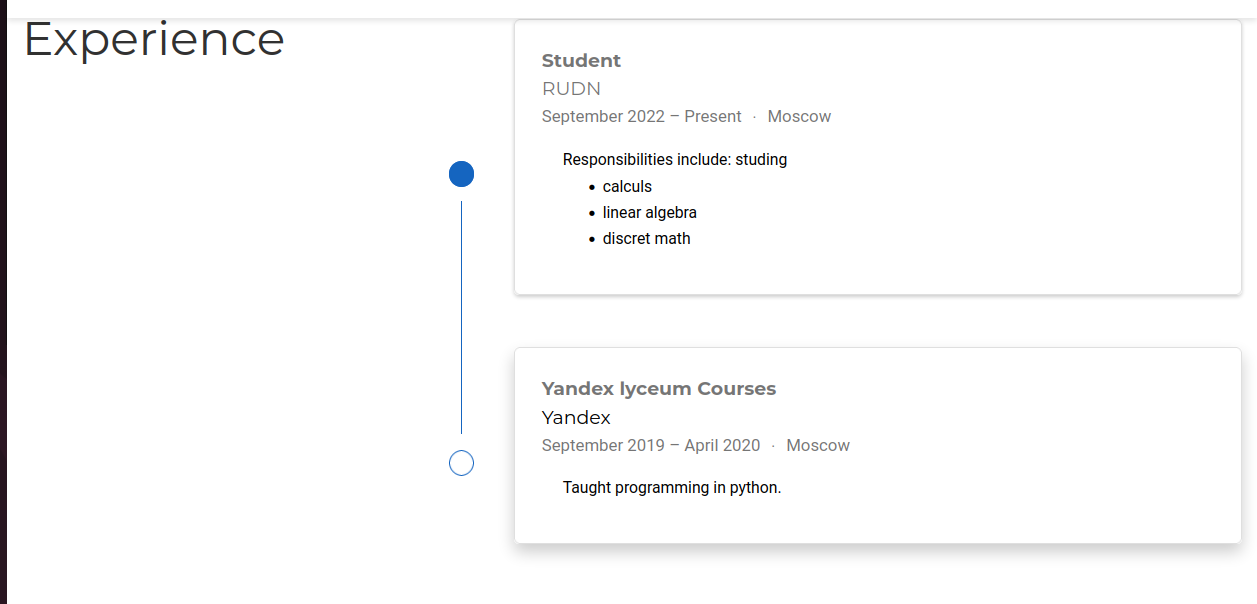 Experience
Student
RUDN
September 2022 – Present · Moscow
Responsibilities include: studing
• calculs
• linear algebra
• discret math
Yandex lyceum Courses
Yandex
September 2019 – April 2020 · Moscow
Taught programming in python.